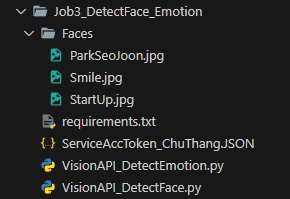 Job3_DetectFace_Emotion
Faces
ParkSeoJoon.jpg
Smile.jpg
StartUp.jpg
requirements.txt
ServiceAccToken_ChuThang.JSON
VisionAPI_DetectEmotion.py
VisionAPI_DetectFace.py